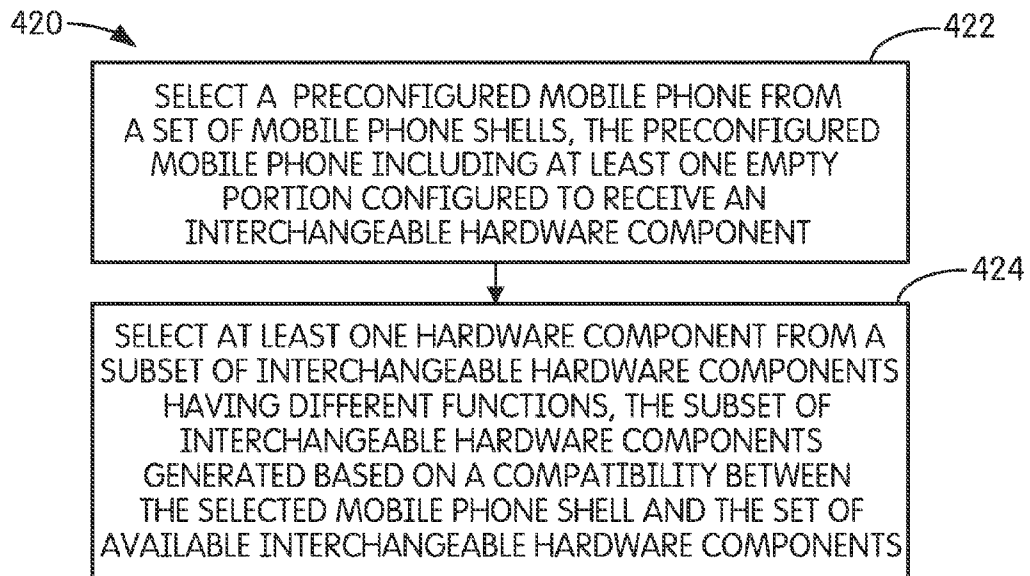 420
422
SELECT A PRECONFIGURED MOBILE PHONE FROM
A SET OF MOBILE PHONE SHELLS, THE PRECONFIGURED
MOBILE PHONE INCLUDING AT LEAST ONE EMPTY
PORTION CONFIGURED TO RECEIVE AN
INTERCHANGEABLE HARDWARE COMPONENT
424
SELECT AT LEAST ONE HARDWARE COMPONENT FROM A
SUBSET OF INTERCHANGEABLE HARDWARE COMPONENTS
HAVING DIFFERENT FUNCTIONS, THE SUBSET OF
INTERCHANGEABLE HARDWARE COMPONENTS
GENERATED BASED ON A COMPATIBILITY BETWEEN
THE SELECTED MOBILE PHONE SHELL AND THE SET OF
AVAILABLE INTERCHANGEABLE HARDWARE COMPONENTS